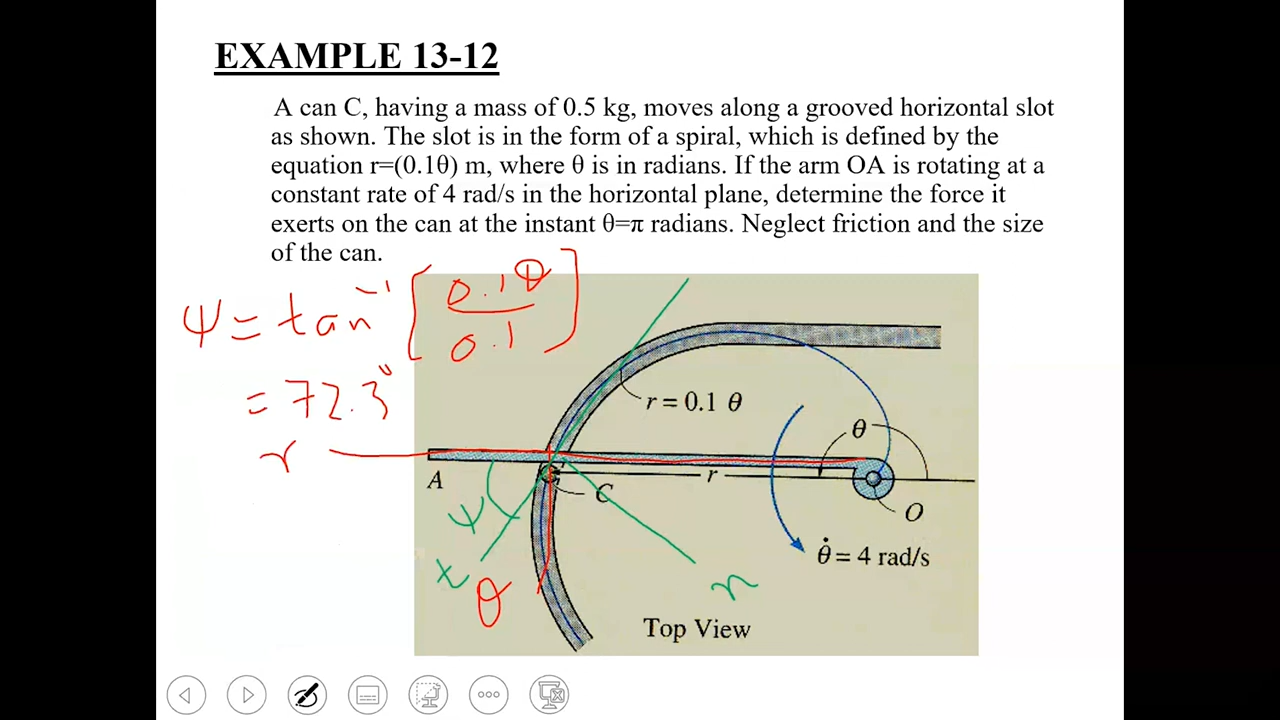 EXAMPLE 13-12
A can C, having a mass of 0.5 kg, moves along a grooved horizontal slot
as shown. The slot is in the form of a spiral, which is defined by the
equation r=(0.1θ) m, where θ is in radians. If the arm OA is rotating at a
constant rate of 4 rad/s in the horizontal plane, determine the force it
exerts on the can at the instant θ=π radians. Neglect friction and the size
of the can.
ψ = tan⁻¹ [0.1θ / 0.1]
= 72.3°
r = 0.1 θ
θ
r
A
r
C
O
ψ
θ̇ = 4 rad/s
t
θ
n
Top View